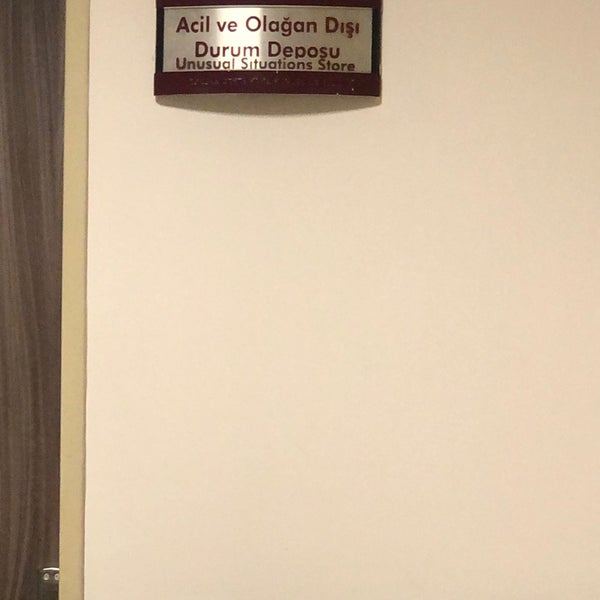 Acil ve Olağan Dışı
Durum Deposu
Unusual Situations Store